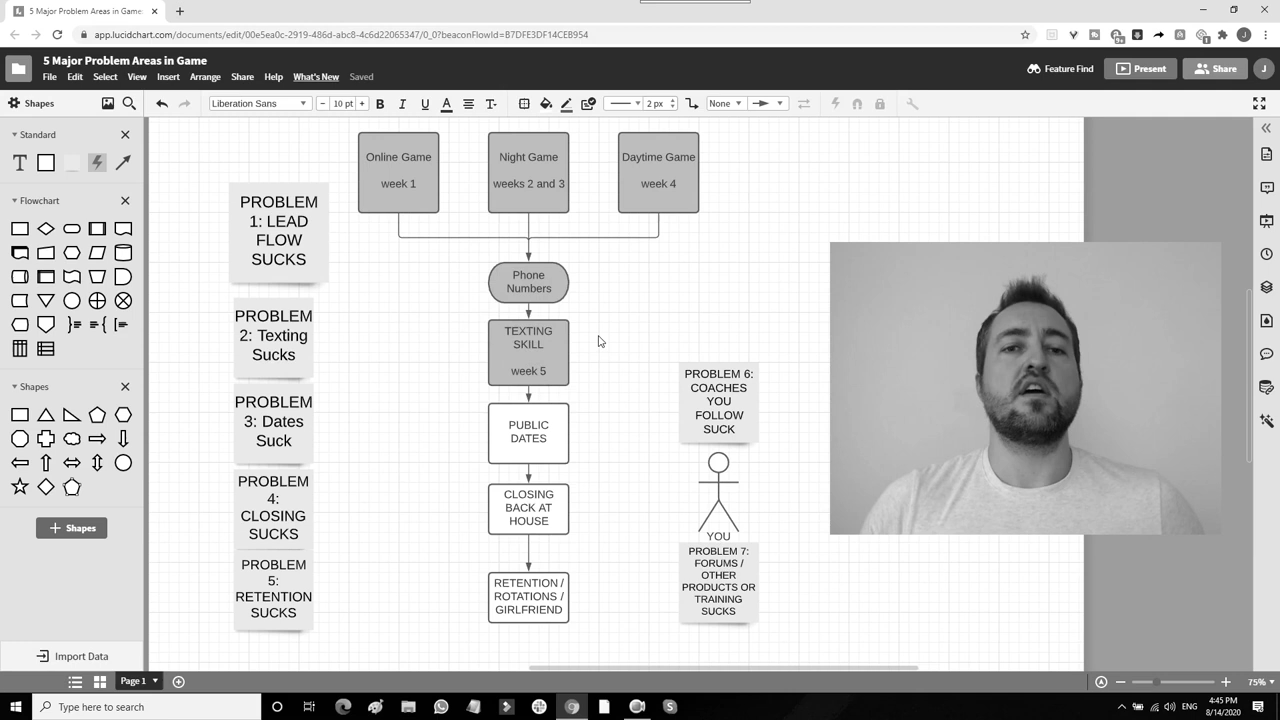 5 Major Problem Areas in Game
app.lucidchart.com/documents/edit/00e5ea0c-2919-486d-abc8-4c6d22065347/0_0?beaconFlowId=B7DFE3DF14CEB954
5 Major Problem Areas in Game
File Edit Select View Insert Arrange Share Help What's New Saved
Feature Find
Present
Share
J
Shapes
Liberation Sans
10 pt
2 px
None
Standard
Flowchart
Shapes
+ Shapes
Import Data
Online Game
week 1
Night Game
weeks 2 and 3
Daytime Game
week 4
PROBLEM
1: LEAD
FLOW
SUCKS
Phone
Numbers
PROBLEM
2: Texting
Sucks
TEXTING
SKILL
week 5
PROBLEM
3: Dates
Suck
PUBLIC
DATES
PROBLEM 6:
COACHES
YOU
FOLLOW
SUCK
PROBLEM
4:
CLOSING
SUCKS
CLOSING
BACK AT
HOUSE
YOU
PROBLEM
5:
RETENTION
SUCKS
RETENTION /
ROTATIONS /
GIRLFRIEND
PROBLEM 7:
FORUMS /
OTHER
PRODUCTS OR
TRAINING
SUCKS
Page 1
75%
Type here to search
ENG
4:45 PM
8/14/2020